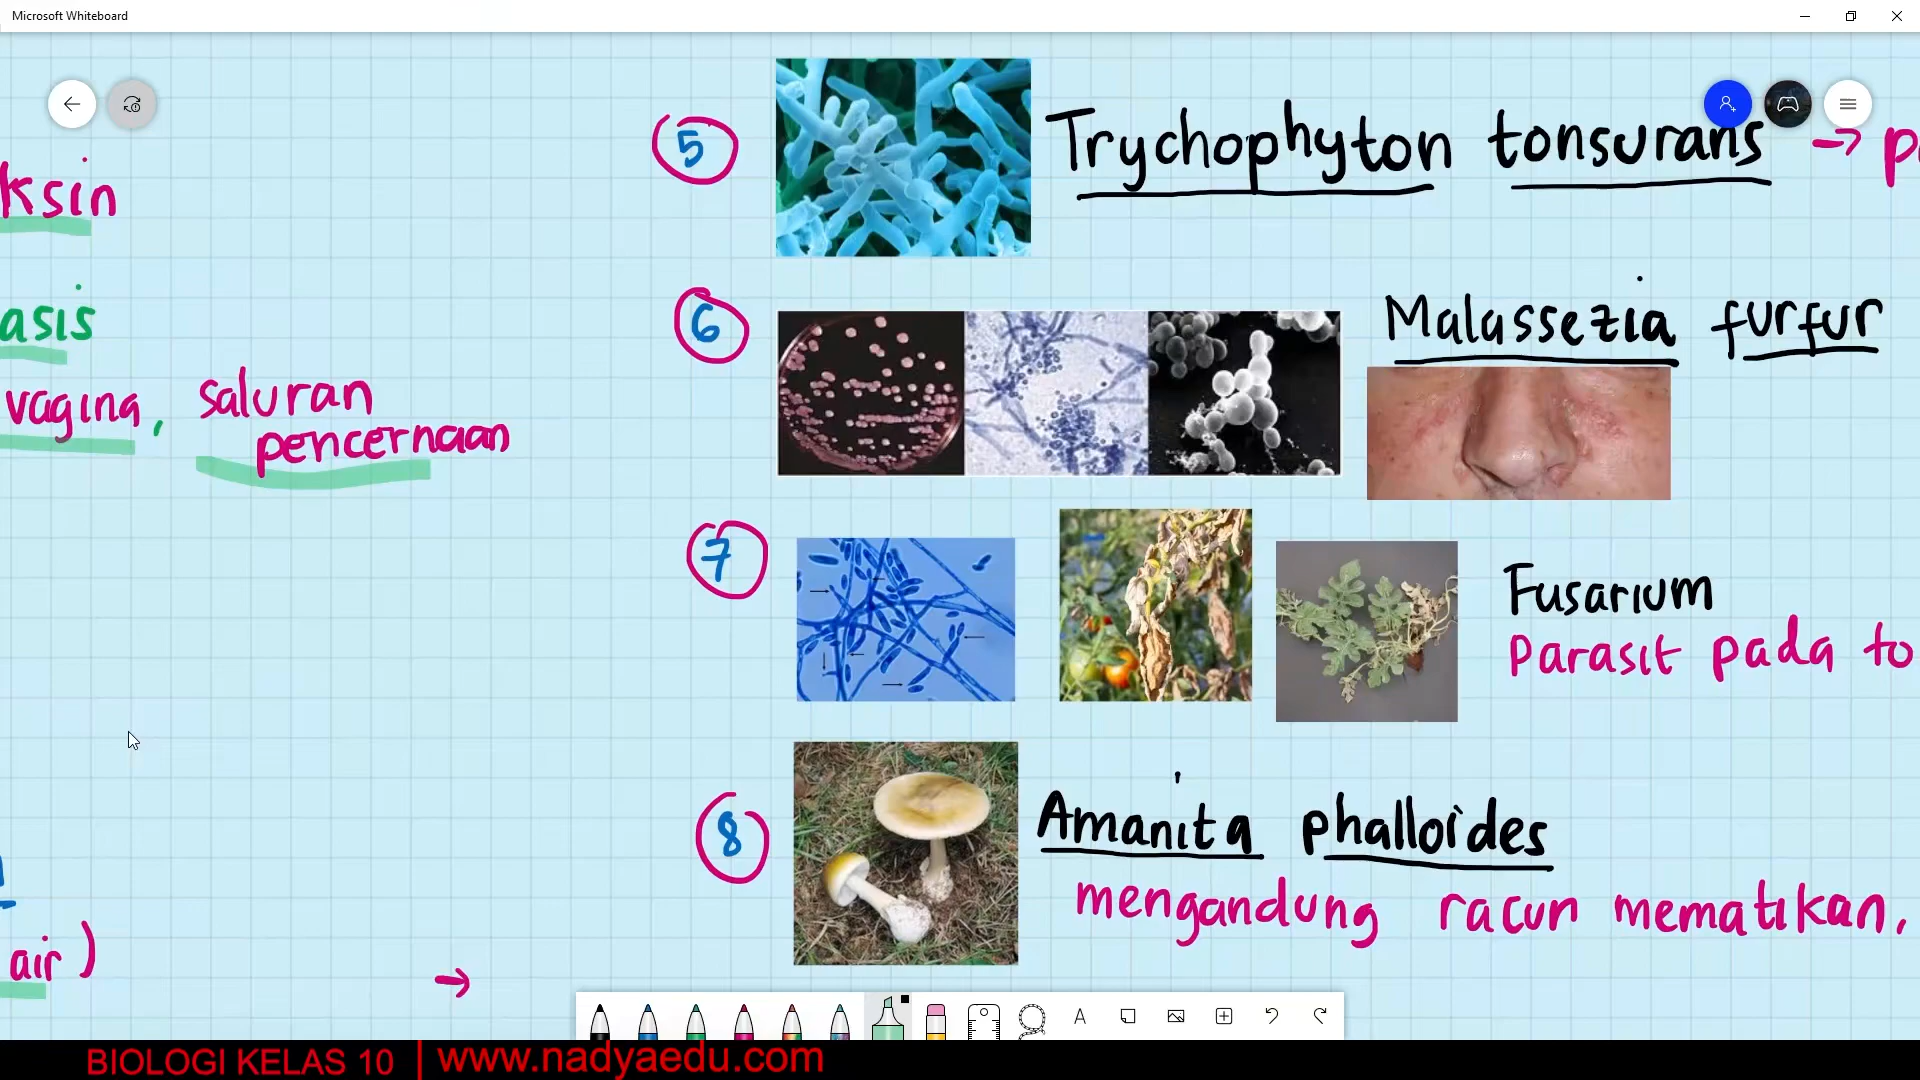 Microsoft Whiteboard
ksin
asis
vagina, saluran
pencernaan
air)
→
5
Trychophyton tonsurans →
6
Malassezia furfur
7
Fusarium
Parasit pada to
8
Amanita phalloides
mengandung racun mematikan,
A
BIOLOGI KELAS 10 | www.nadyaedu.com